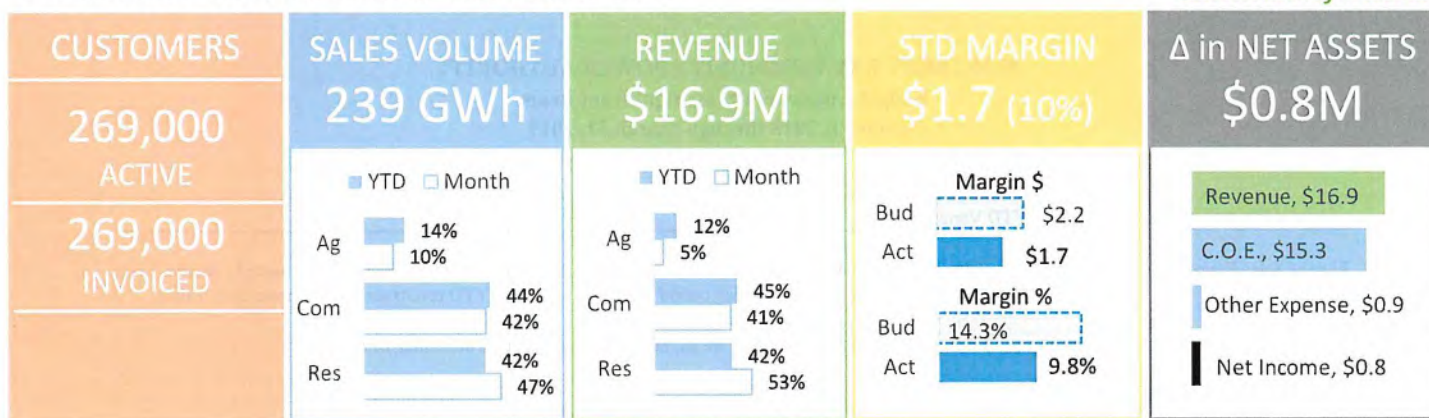 CUSTOMERS
269,000
ACTIVE
269,000
INVOICED
SALES VOLUME
239 GWh
YTD Month
Ag
14%
10%
Com
44%
42%
Res
42%
47%
REVENUE
$16.9M
YTD Month
Ag
12%
5%
Com
45%
41%
Res
42%
53%
STD MARGIN
$1.7 (10%)
Margin $
Bud
$2.2
Act
$1.7
Margin %
Bud
14.3%
Act
9.8%
Δ in NET ASSETS
$0.8M
Revenue, $16.9
C.O.E., $15.3
Other Expense, $0.9
Net Income, $0.8